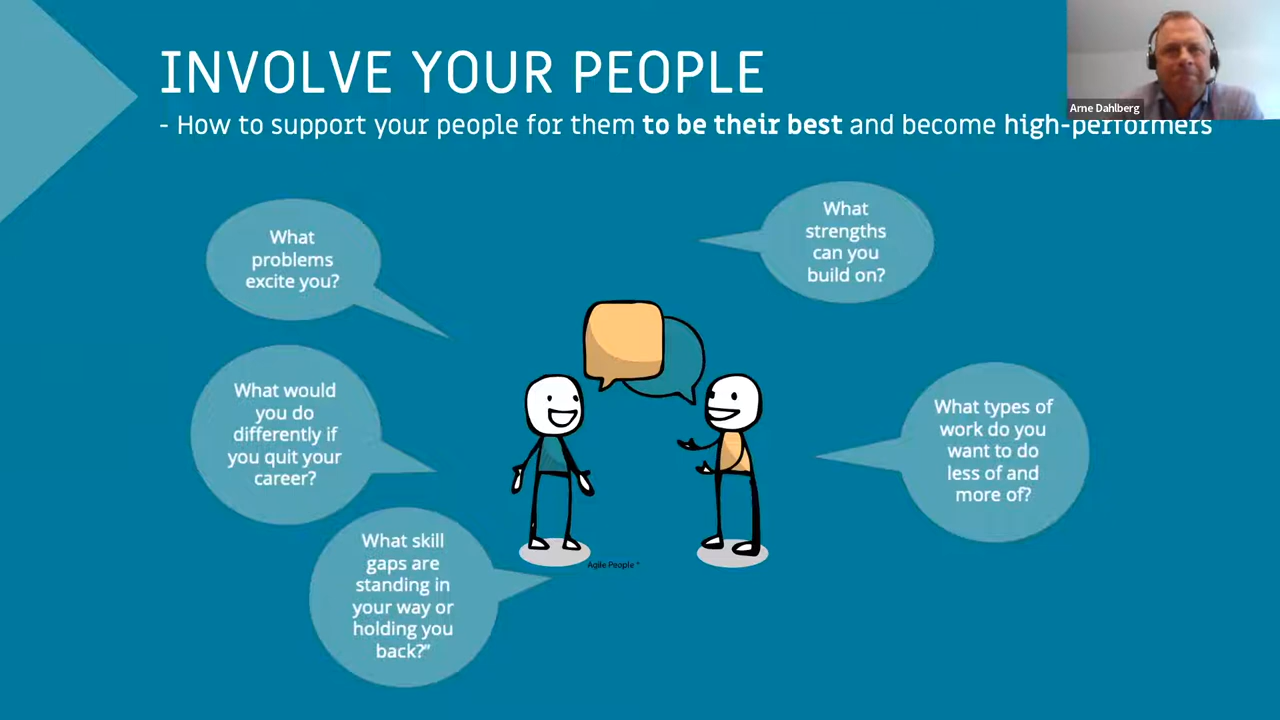 INVOLVE YOUR PEOPLE
Arne Dahlberg
- How to support your people for them to be their best and become high-performers
What
problems
excite you?
What
strengths
can you
build on?
What would
you do
differently if
you quit your
career?
What types of
work do you
want to do
less of and
more of?
What skill
gaps are
standing in
your way or
holding you
back?”
Agile People *